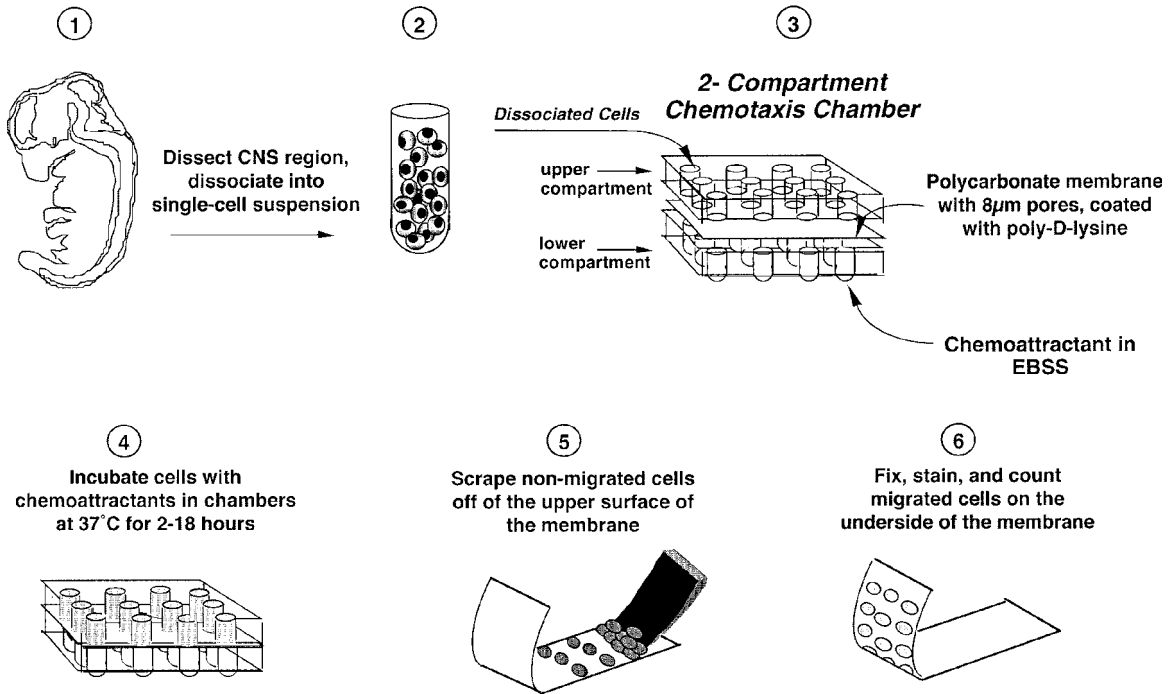 1
2
3
Dissect CNS region,
dissociate into
single-cell suspension
2- Compartment
Chemotaxis Chamber
Dissociated Cells
upper
compartment
lower
compartment
Polycarbonate membrane
with 8µm pores, coated
with poly-D-lysine
Chemoattractant in
EBSS
4
Incubate cells with
chemoattractants in chambers
at 37°C for 2-18 hours
5
Scrape non-migrated cells
off of the upper surface of
the membrane
6
Fix, stain, and count
migrated cells on the
underside of the membrane